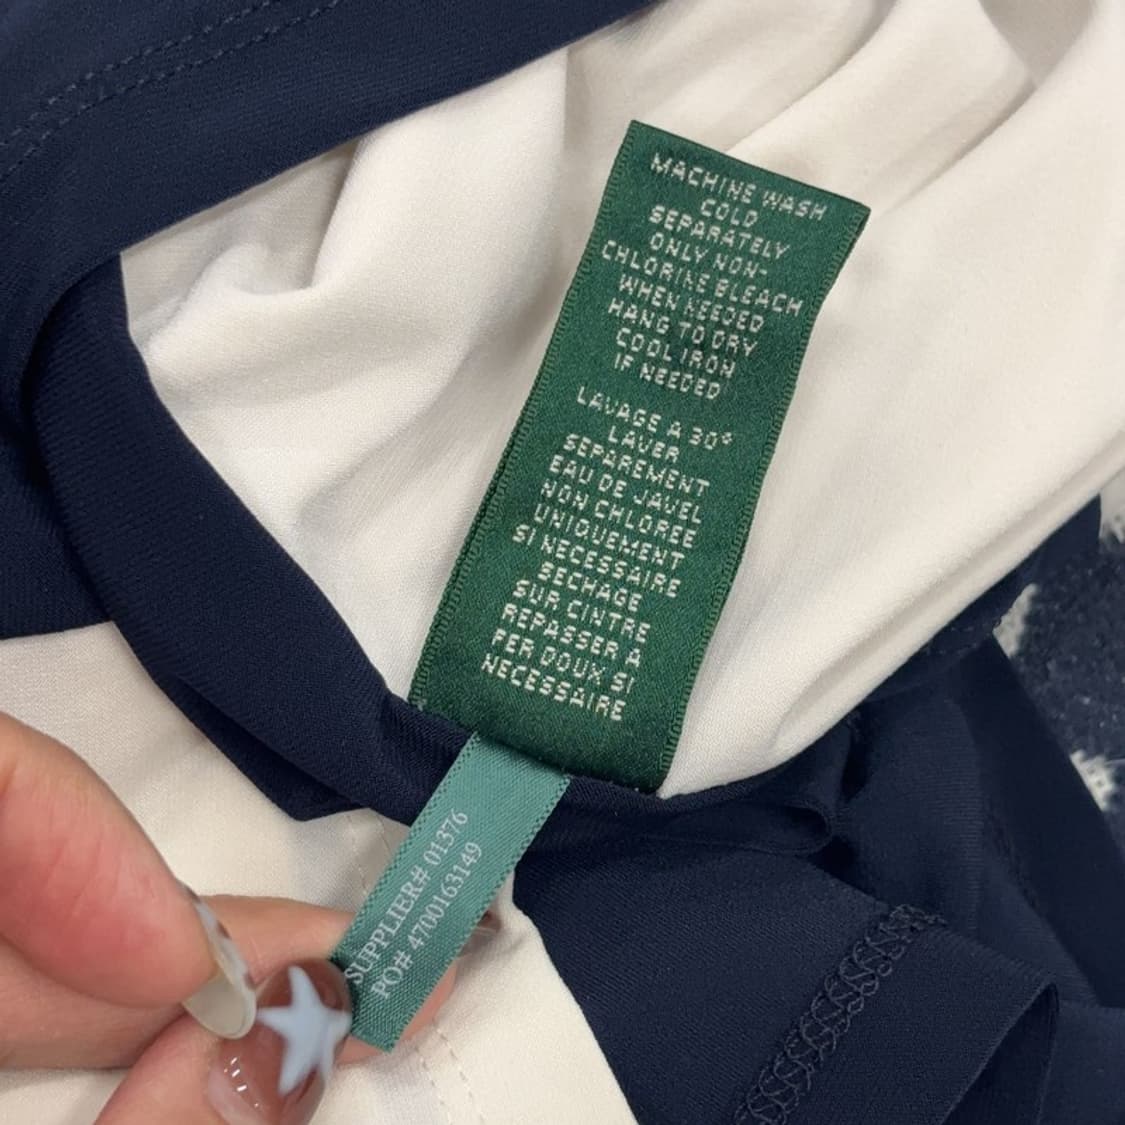 MACHINE WASH
COLD
SEPARATELY
ONLY NON-
CHLORINE BLEACH
WHEN NEEDED
HANG TO DRY
COOL IRON
IF NEEDED
LAVAGE A 30°
LAVER
SEPAREMENT
EAU DE JAVEL
NON CHLOREE
UNIQUEMENT
SI NECESSAIRE
SECHAGE
SUR CINTRE
REPASSER A
FER DOUX SI
NECESSAIRE
SUPPLIER# 01376
PO# 4700163149